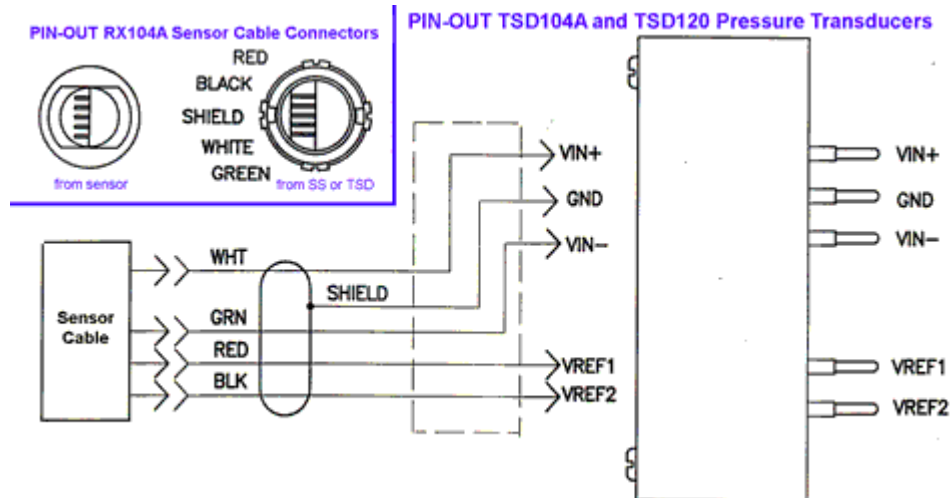 PIN-OUT TSD104A and TSD120 Pressure Transducers
PIN-OUT RX104A Sensor Cable Connectors
RED
BLACK
SHIELD
WHITE
GREEN
from sensor
from SS or TSD
VIN+
VIN+
GND
GND
VIN-
VIN-
WHT
SHIELD
Sensor
Cable
GRN
RED
BLK
VREF1
VREF1
VREF2
VREF2